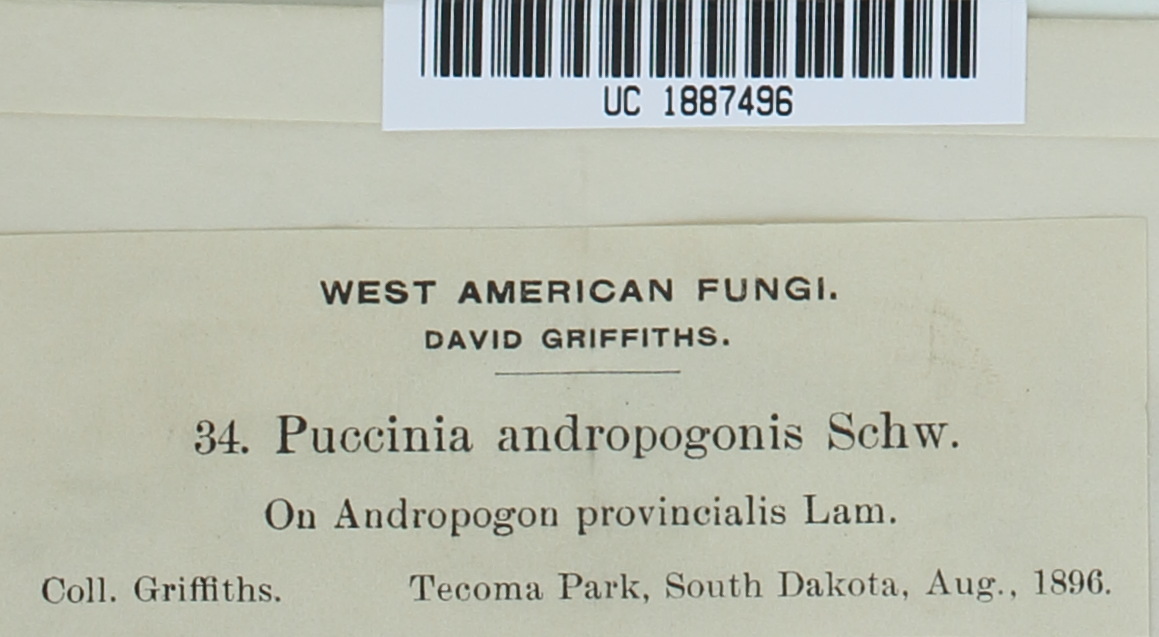 UC 1887496
WEST AMERICAN FUNGI.
DAVID GRIFFITHS.
34. Puccinia andropogonis Schw.
On Andropogon provincialis Lam.
Coll. Griffiths. Tecoma Park, South Dakota, Aug., 1896.